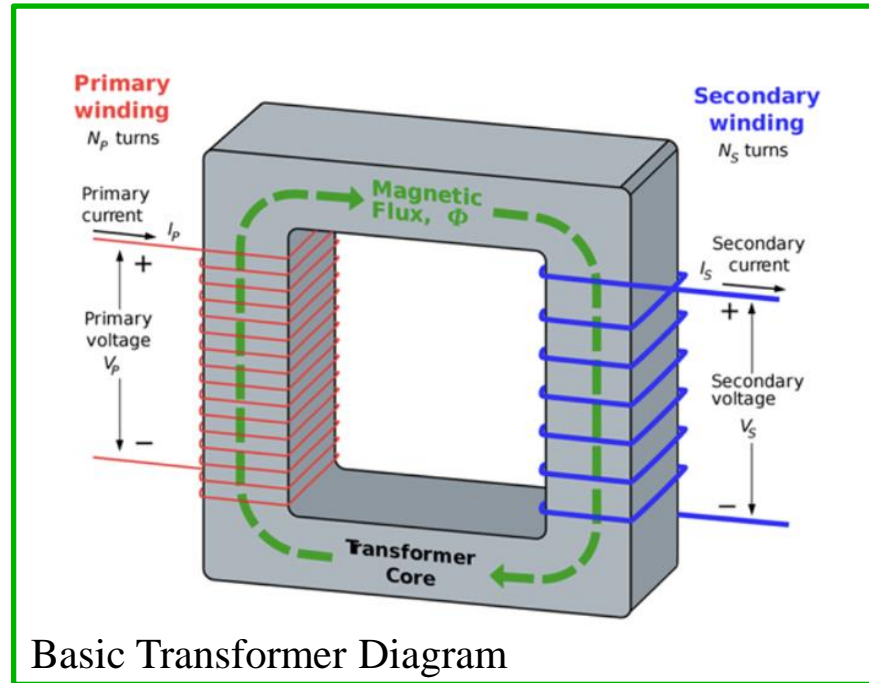 Primary
winding
N_P turns
Secondary
winding
N_S turns
Primary
current
I_P
+
Primary
voltage
V_P
−
Magnetic
Flux, Φ
Secondary
current
I_S
+
Secondary
voltage
V_S
−
Transformer
Core
Basic Transformer Diagram